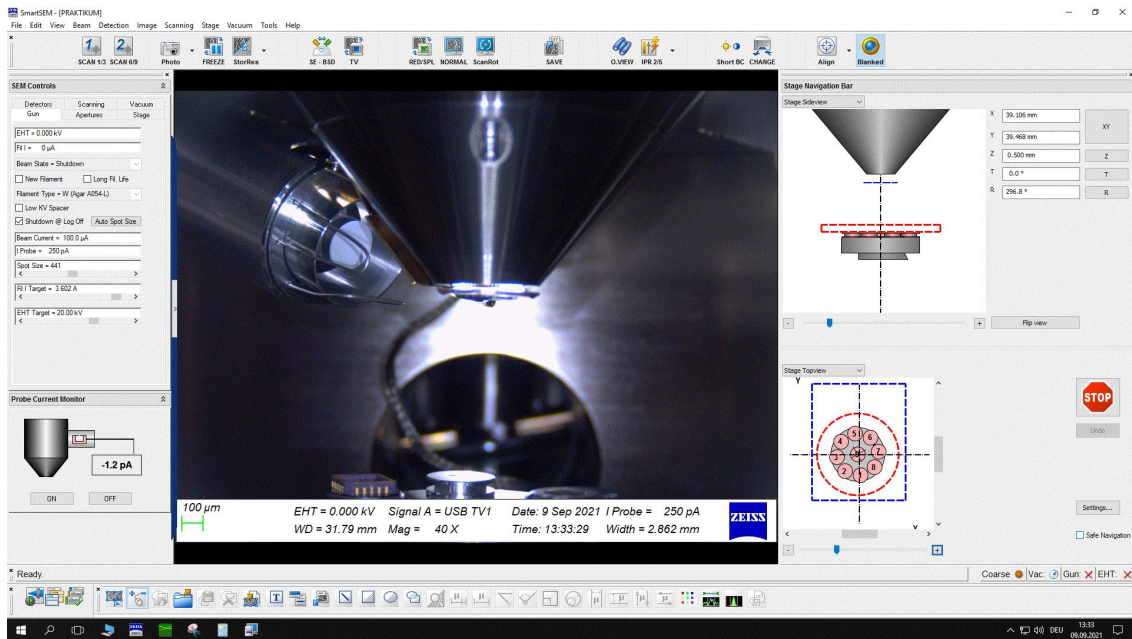 SmartSEM - [PRAKTIKUM]
File Edit View Beam Detection Image Scanning Stage Vacuum Tools Help
SCAN 1/3 SCAN 6/9 Photo FREEZE StorRes SE - BSD TV RED/SPL NORMAL ScanRot SAVE O.VIEW IPR 2/5 Short BC CHANGE Align Blanked
SEM Controls
Detectors Scanning Vacuum
Gun Apertures Stage
EHT = 0.000 kV
Fil I = 0 µA
Beam State = Shutdown
New Filament Long Fil. Life
Filament Type = W (Agar A054-L)
Low KV Spacer
Shutdown @ Log Off Auto Spot Size
Beam Current = 100.0 µA
I Probe = 250 pA
Spot Size = 441
Fil I Target = 3.602 A
EHT Target = 20.00 kV
Probe Current Monitor
-1.2 pA
ON OFF
100 µm
EHT = 0.000 kV Signal A = USB TV1 Date: 9 Sep 2021 I Probe = 250 pA
WD = 31.79 mm Mag = 40 X Time: 13:33:29 Width = 2.862 mm
ZEISS
Stage Navigation Bar
Stage Sideview
X 39.106 mm
XY
Y 39.468 mm
Z 0.500 mm Z
T 0.0 ° T
R 296.8 ° R
- + Flip view
Stage Topview
Y
5 6
4 7
3 8
2 1
X
STOP
Undo
Settings...
Safe Navigation
- +
Ready.
Coarse Vac: Gun: EHT:
DEU
13:33
09.09.2021